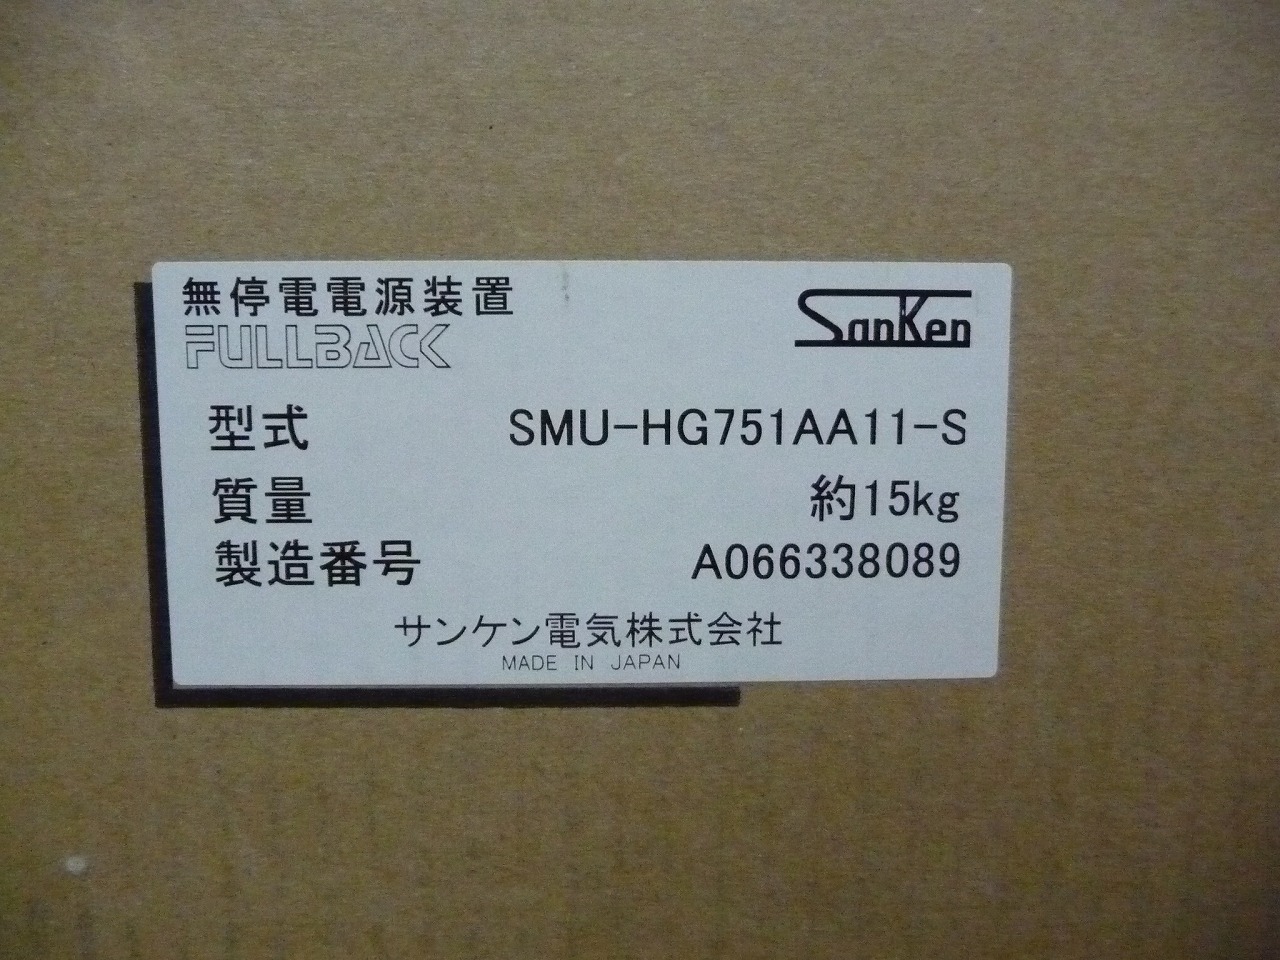 無停電電源装置
FULLBACK
SanKen
型式 SMU-HG751AA11-S
質量 約15kg
製造番号 A066338089
サンケン電気株式会社
MADE IN JAPAN